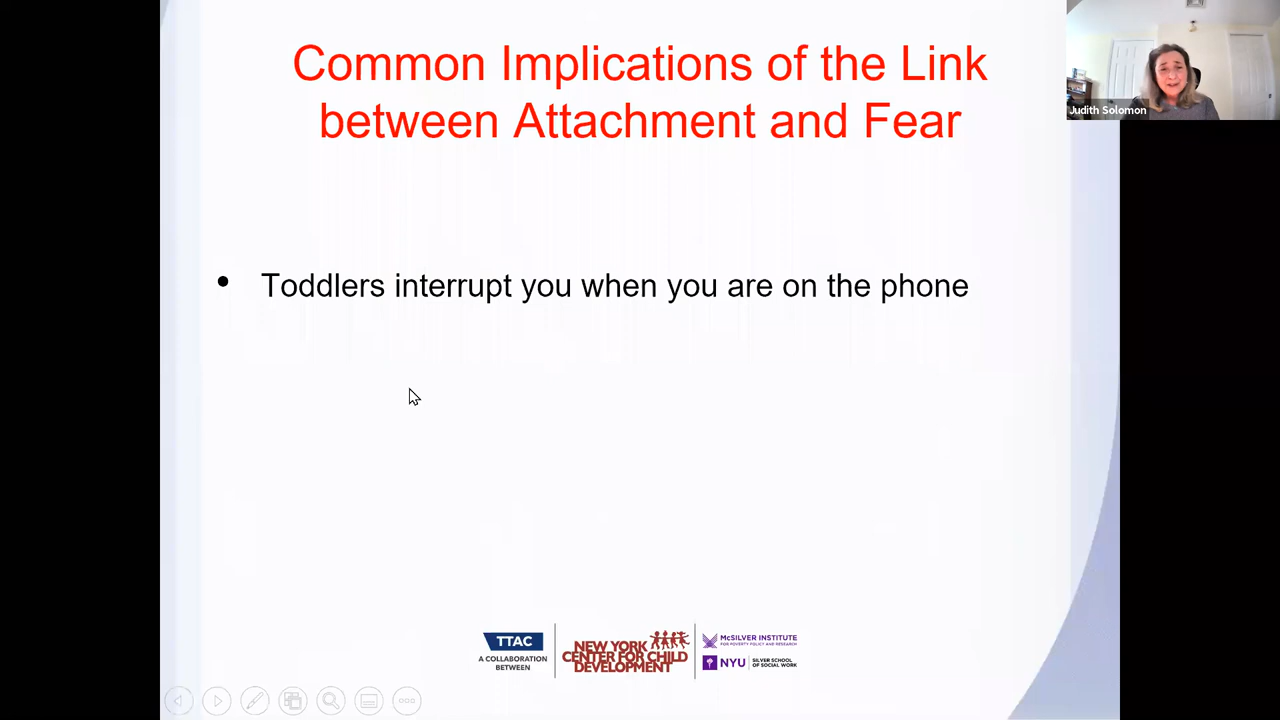 Common Implications of the Link
between Attachment and Fear
Judith Solomon
• Toddlers interrupt you when you are on the phone
TTAC
A COLLABORATION
BETWEEN
NEW YORK
CENTER FOR CHILD
DEVELOPMENT
McSILVER INSTITUTE
FOR POVERTY POLICY AND RESEARCH
NYU
SILVER SCHOOL
OF SOCIAL WORK